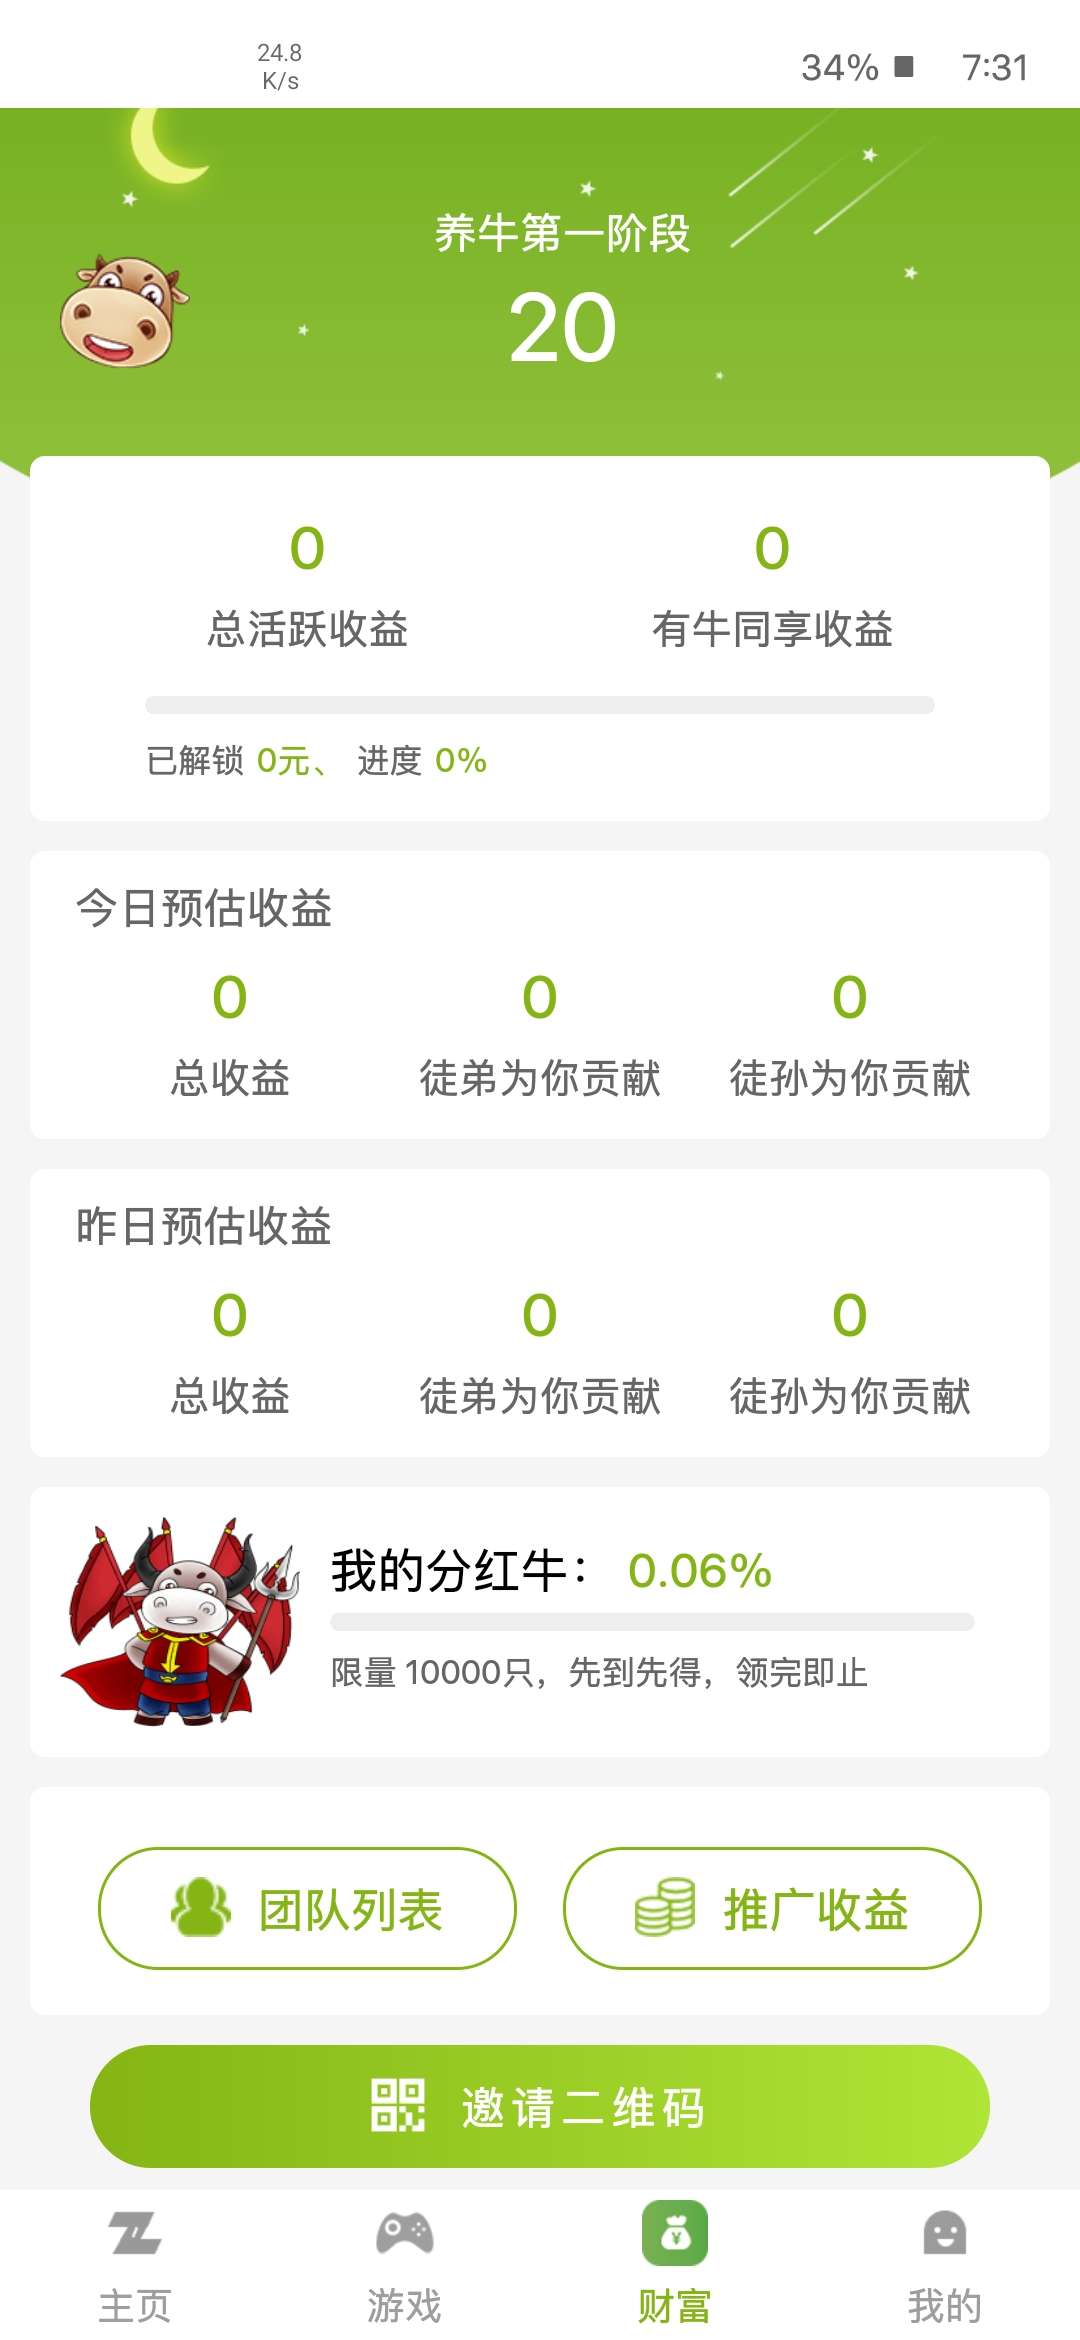 24.8
K/s
34% 7:31
养牛第一阶段
20
0 0
总活跃收益 有牛同享收益
已解锁 0元、 进度 0%
今日预估收益
0 0 0
总收益 徒弟为你贡献 徒孙为你贡献
昨日预估收益
0 0 0
总收益 徒弟为你贡献 徒孙为你贡献
我的分红牛： 0.06%
限量 10000只，先到先得，领完即止
团队列表 推广收益
邀请二维码
主页 游戏 财富 我的